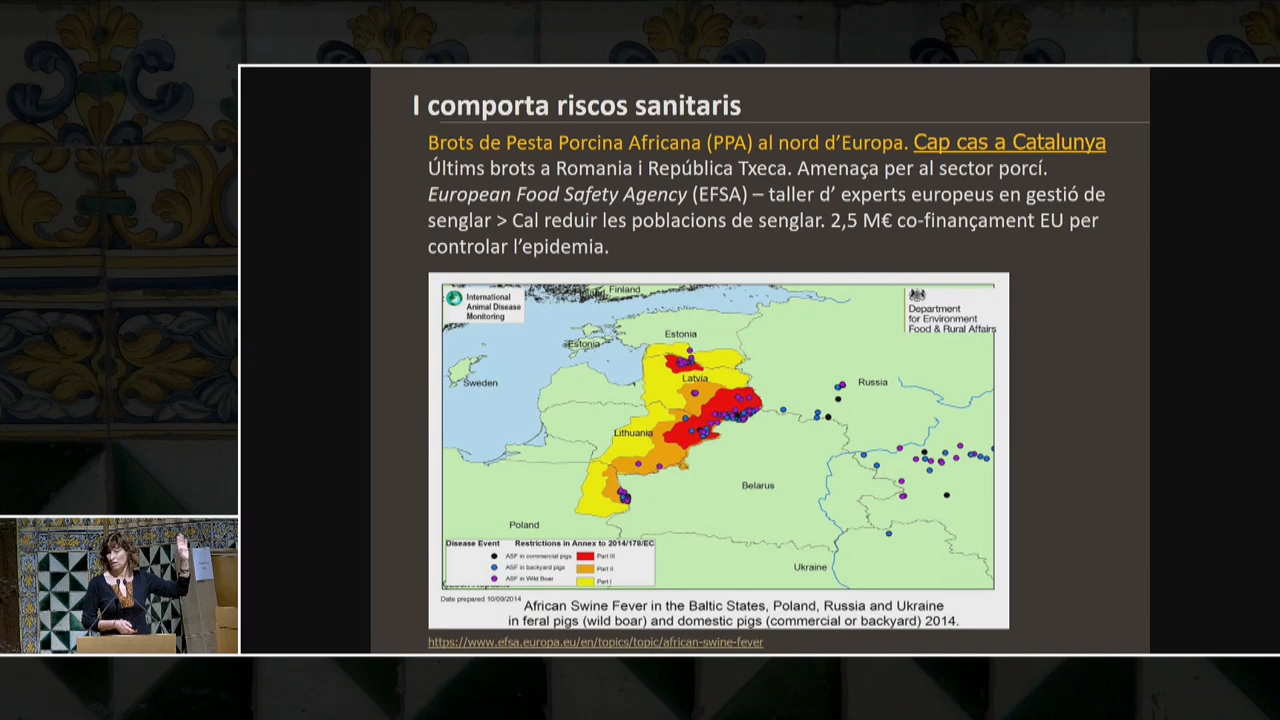 I comporta riscos sanitaris
Brots de Pesta Porcina Africana (PPA) al nord d'Europa. Cap cas a Catalunya
Últims brots a Romania i República Txeca. Amenaça per al sector porcí.
European Food Safety Agency (EFSA) – taller d' experts europeus en gestió de
senglar > Cal reduir les poblacions de senglar. 2,5 M€ co-finançament EU per
controlar l'epidemia.
International
Animal Disease
Monitoring
Finland
Department
for Environment
Food & Rural Affairs
Estonia
Estonia
Latvia
Sweden
Russia
Lithuania
Belarus
Poland
Ukraine
Disease Event Restrictions in Annex to 2014/178/EC
ASF in commercial pigs Part III
ASF in backyard pigs Part II
ASF in Wild Boar Part I
Date prepared 10/09/2014
African Swine Fever in the Baltic States, Poland, Russia and Ukraine
in feral pigs (wild boar) and domestic pigs (commercial or backyard) 2014.
https://www.efsa.europa.eu/en/topics/topic/african-swine-fever